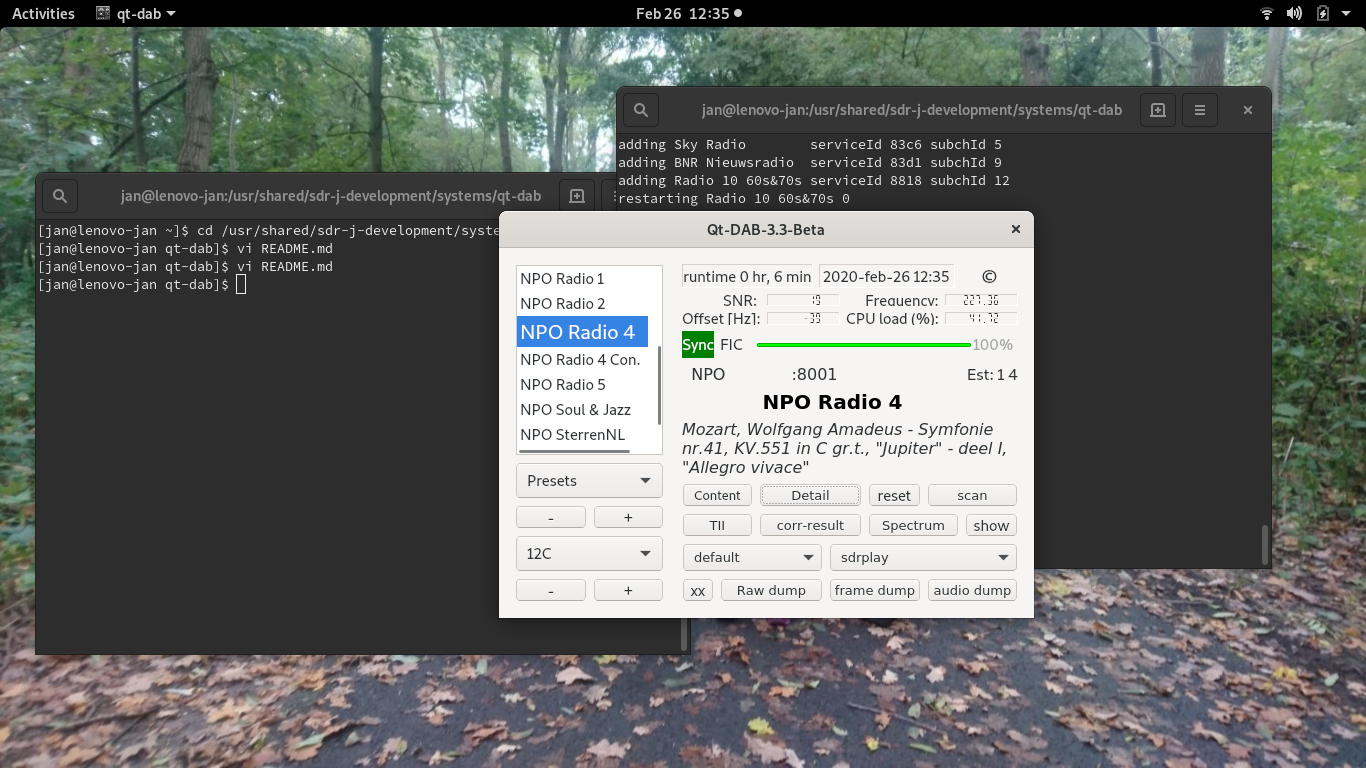 Activities qt-dab Feb 26 12:35
jan@lenovo-jan:/usr/shared/sdr-j-development/systems/qt-dab
adding Sky Radio serviceId 83c6 subchId 5
adding BNR Nieuwsradio serviceId 83d1 subchId 9
adding Radio 10 60s&70s serviceId 8818 subchId 12
restarting Radio 10 60s&70s 0
jan@lenovo-jan:/usr/shared/sdr-j-development/systems/qt-dab
[jan@lenovo-jan ~]$ cd /usr/shared/sdr-j-development/syste
[jan@lenovo-jan qt-dab]$ vi README.md
[jan@lenovo-jan qt-dab]$ vi README.md
[jan@lenovo-jan qt-dab]$
Qt-DAB-3.3-Beta
NPO Radio 1
NPO Radio 2
NPO Radio 4
NPO Radio 4 Con.
NPO Radio 5
NPO Soul & Jazz
NPO SterrenNL
Presets
- +
12C
- +
runtime 0 hr, 6 min 2020-feb-26 12:35 ©
SNR: 19 Frequency: 227.36
Offset [Hz]: -39 CPU load (%):
Sync FIC 100%
NPO :8001 Est: 1 4
NPO Radio 4
Mozart, Wolfgang Amadeus - Symfonie
nr.41, KV.551 in C gr.t., "Jupiter" - deel I,
"Allegro vivace"
Content Detail reset scan
TII corr-result Spectrum show
default sdrplay
xx Raw dump frame dump audio dump